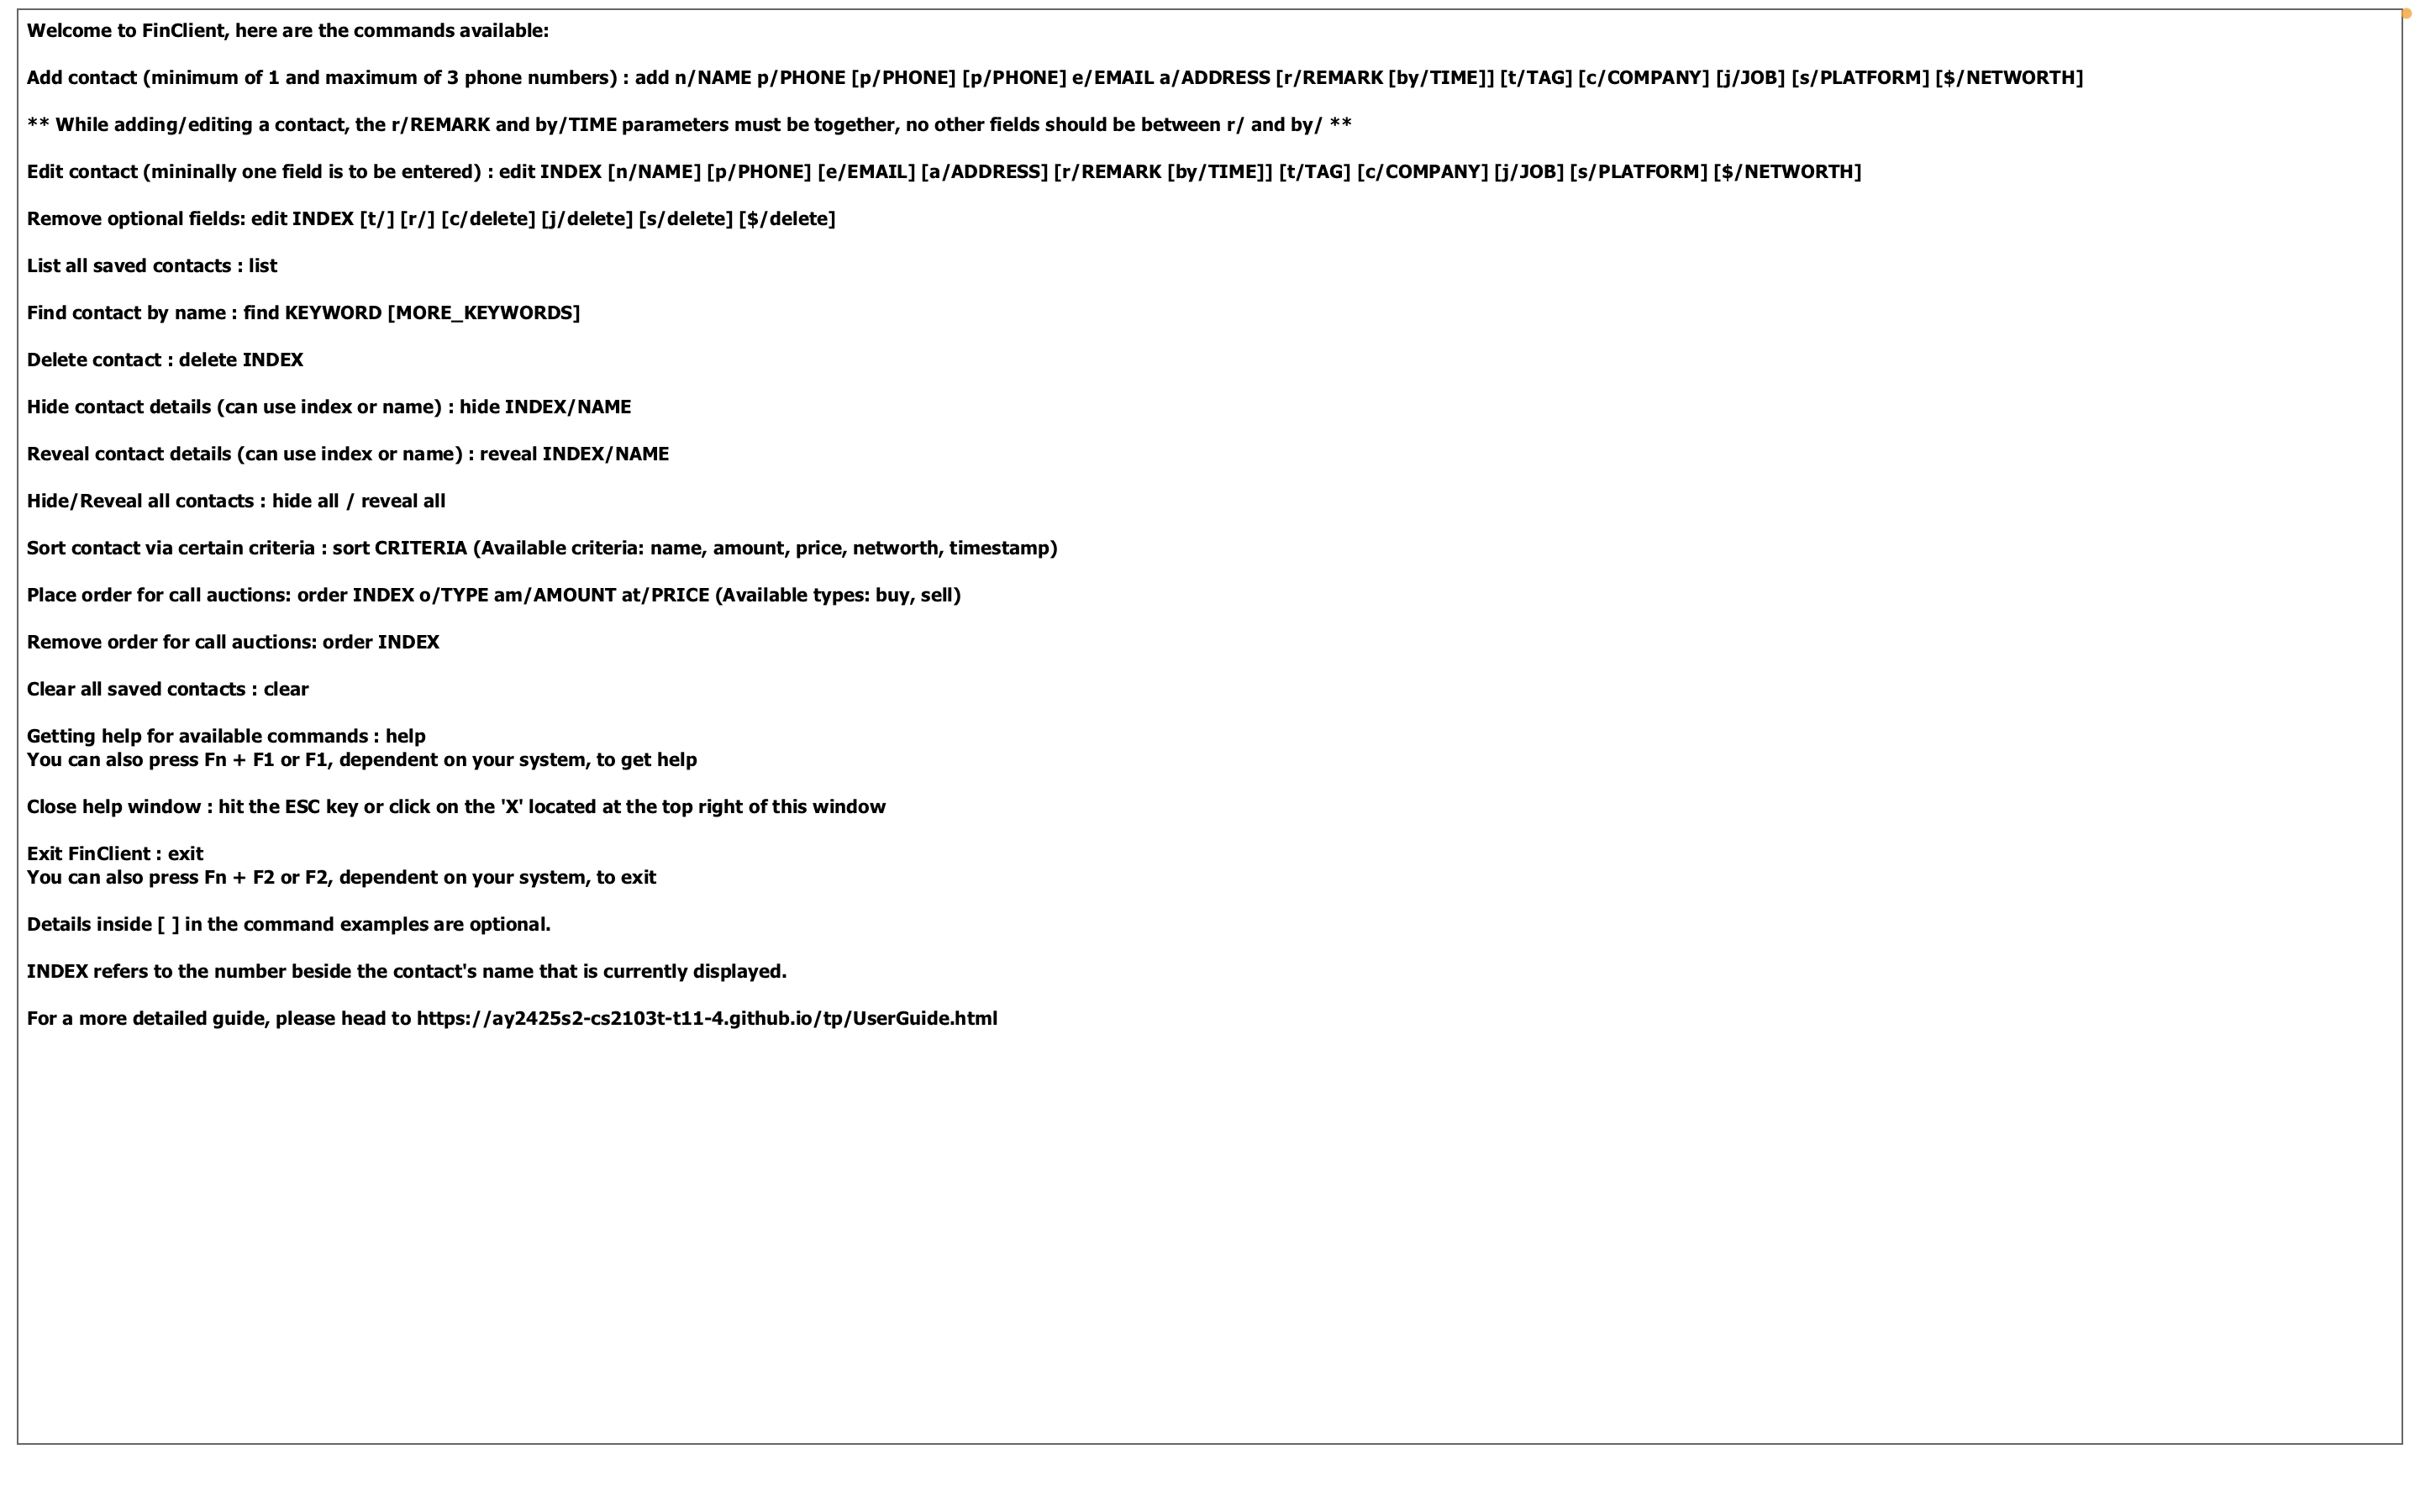 Welcome to FinClient, here are the commands available:
Add contact (minimum of 1 and maximum of 3 phone numbers) : add n/NAME p/PHONE [p/PHONE] [p/PHONE] e/EMAIL a/ADDRESS [r/REMARK [by/TIME]] [t/TAG] [c/COMPANY] [j/JOB] [s/PLATFORM] [$/NETWORTH]
** While adding/editing a contact, the r/REMARK and by/TIME parameters must be together, no other fields should be between r/ and by/ **
Edit contact (mininally one field is to be entered) : edit INDEX [n/NAME] [p/PHONE] [e/EMAIL] [a/ADDRESS] [r/REMARK [by/TIME]] [t/TAG] [c/COMPANY] [j/JOB] [s/PLATFORM] [$/NETWORTH]
Remove optional fields: edit INDEX [t/] [r/] [c/delete] [j/delete] [s/delete] [$/delete]
List all saved contacts : list
Find contact by name : find KEYWORD [MORE_KEYWORDS]
Delete contact : delete INDEX
Hide contact details (can use index or name) : hide INDEX/NAME
Reveal contact details (can use index or name) : reveal INDEX/NAME
Hide/Reveal all contacts : hide all / reveal all
Sort contact via certain criteria : sort CRITERIA (Available criteria: name, amount, price, networth, timestamp)
Place order for call auctions: order INDEX o/TYPE am/AMOUNT at/PRICE (Available types: buy, sell)
Remove order for call auctions: order INDEX
Clear all saved contacts : clear
Getting help for available commands : help
You can also press Fn + F1 or F1, dependent on your system, to get help
Close help window : hit the ESC key or click on the 'X' located at the top right of this window
Exit FinClient : exit
You can also press Fn + F2 or F2, dependent on your system, to exit
Details inside [ ] in the command examples are optional.
INDEX refers to the number beside the contact's name that is currently displayed.
For a more detailed guide, please head to https://ay2425s2-cs2103t-t11-4.github.io/tp/UserGuide.html